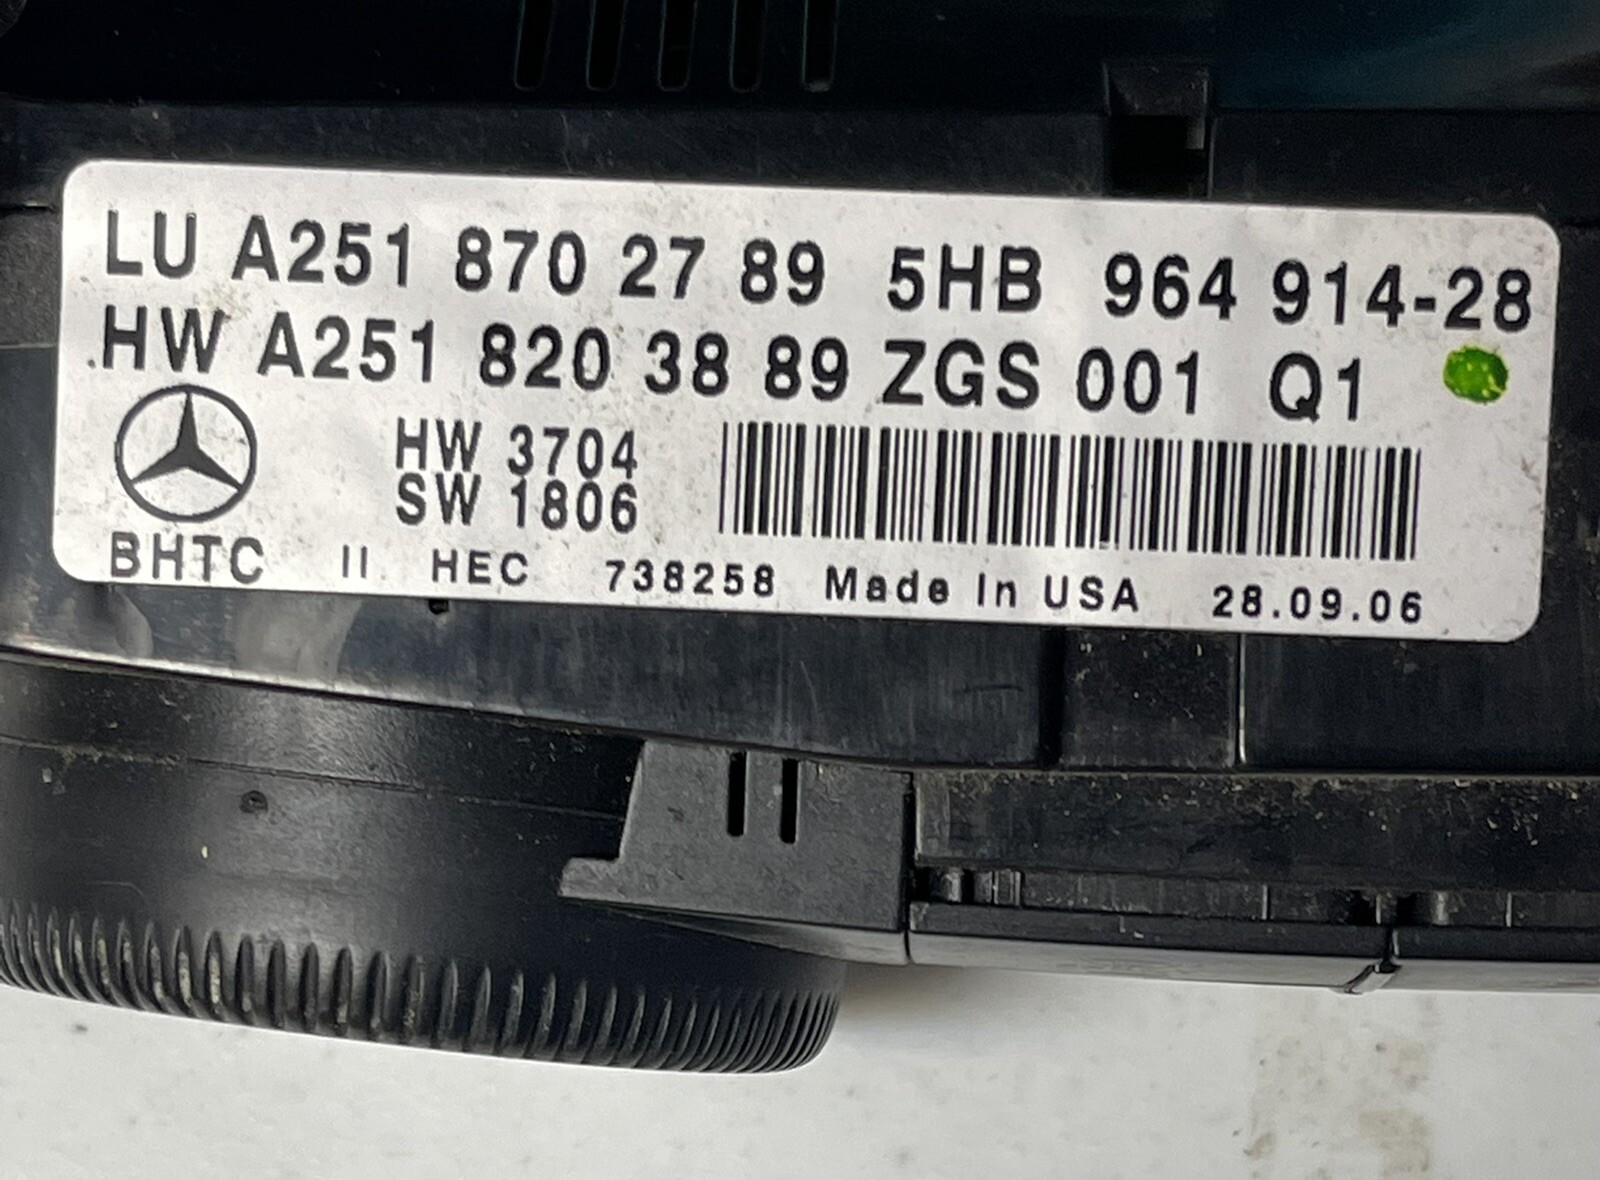 LU A251 870 27 89 5HB 964 914-28
HW A251 820 38 89 ZGS 001 Q1
HW 3704
SW 1806
BHTC II HEC 738258 Made In USA 28.09.06